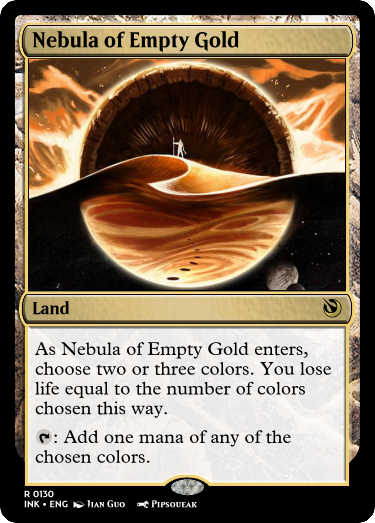 Nebula of Empty Gold
Land
As Nebula of Empty Gold enters,
choose two or three colors. You lose
life equal to the number of colors
chosen this way.
: Add one mana of any of the
chosen colors.
R 0130
INK • ENG Jian Guo Pipsqueak